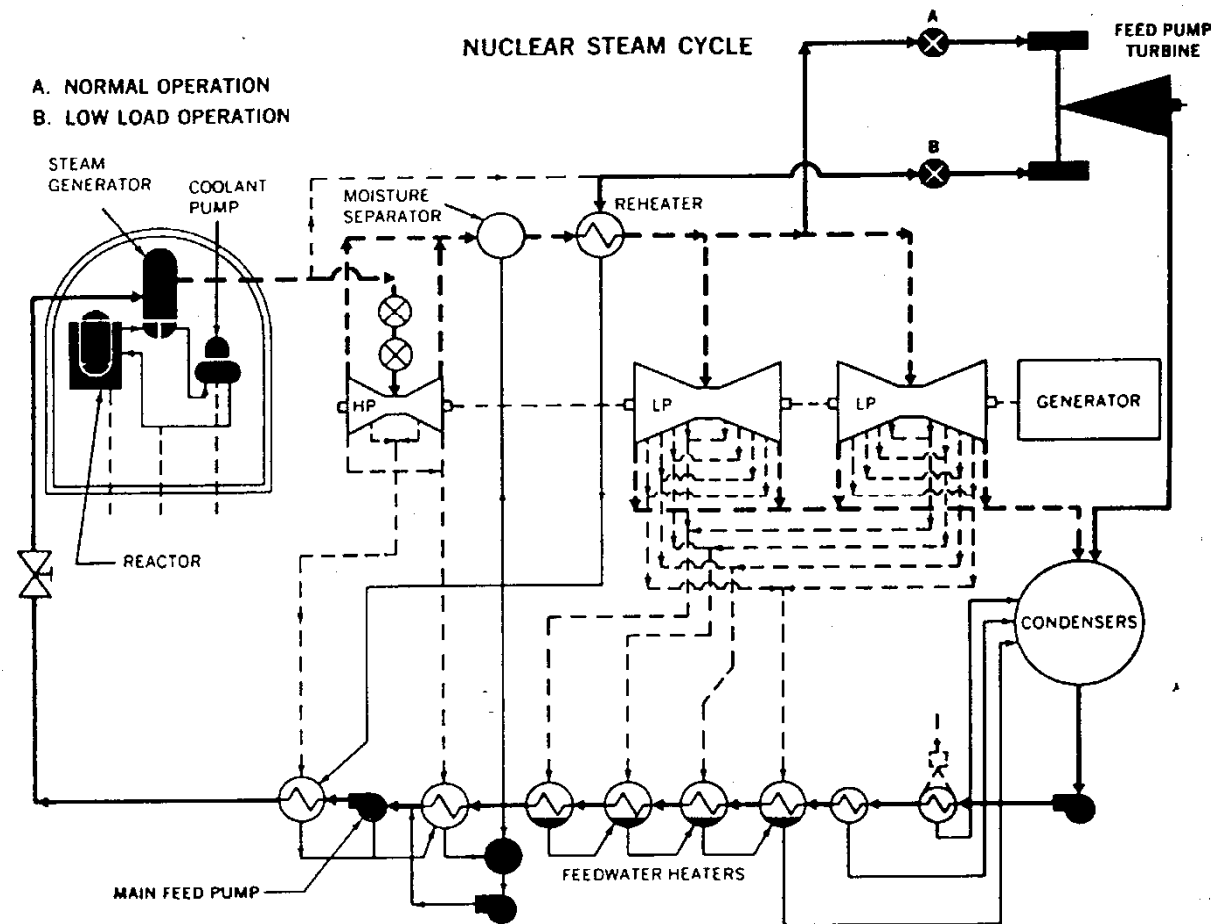 NUCLEAR STEAM CYCLE
A. NORMAL OPERATION
B. LOW LOAD OPERATION
A
FEED PUMP
TURBINE
B
STEAM
GENERATOR
COOLANT
PUMP
MOISTURE
SEPARATOR
REHEATER
HP
LP
LP
GENERATOR
REACTOR
CONDENSERS
FEEDWATER HEATERS
MAIN FEED PUMP